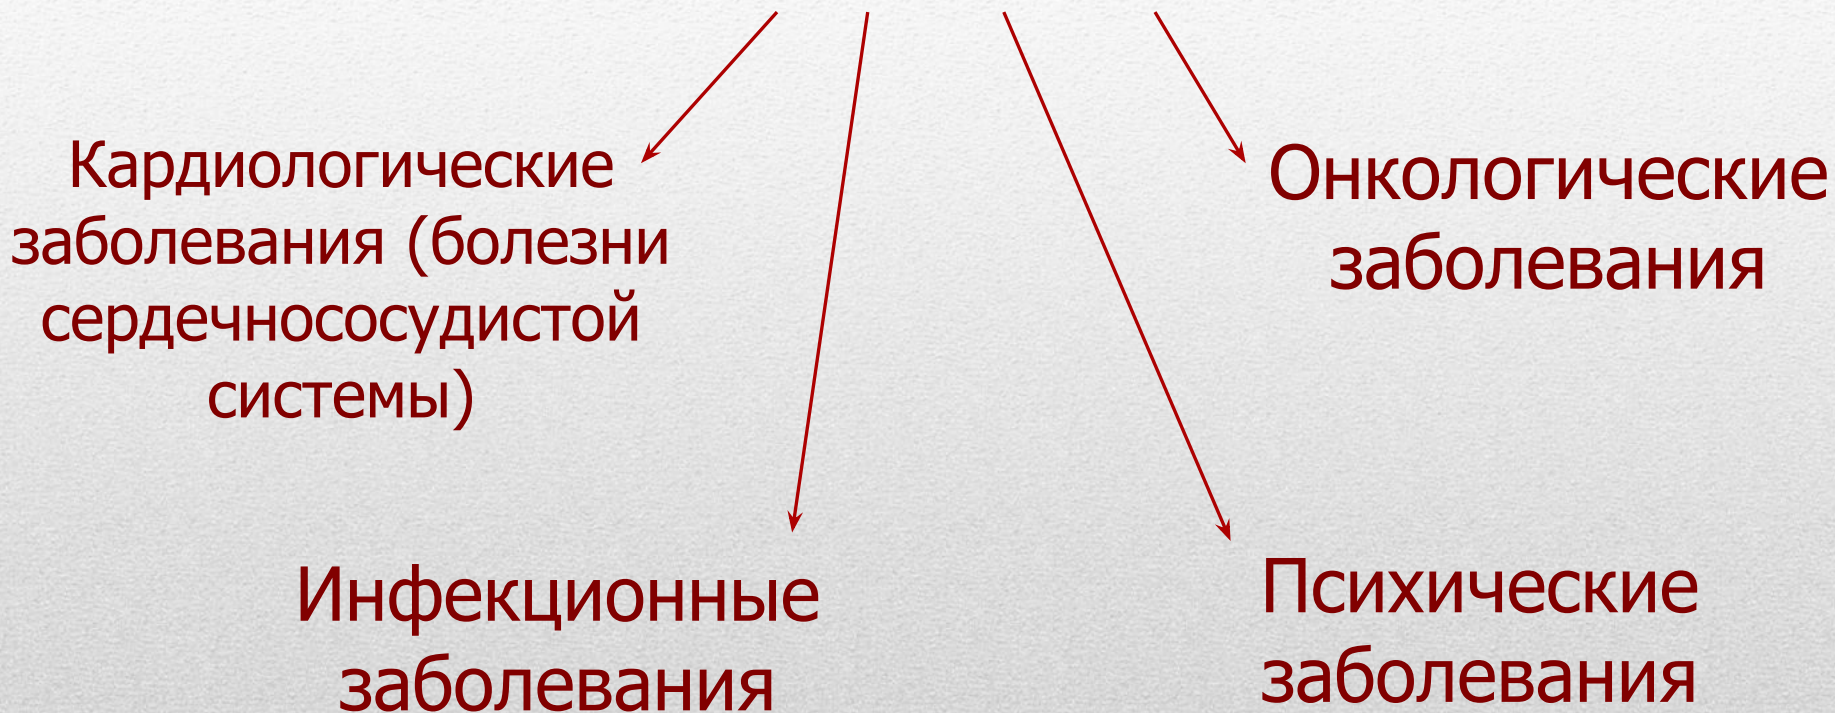 Кардиологические
заболевания (болезни
сердечнососудистой
системы)
Онкологические
заболевания
Инфекционные
заболевания
Психические
заболевания